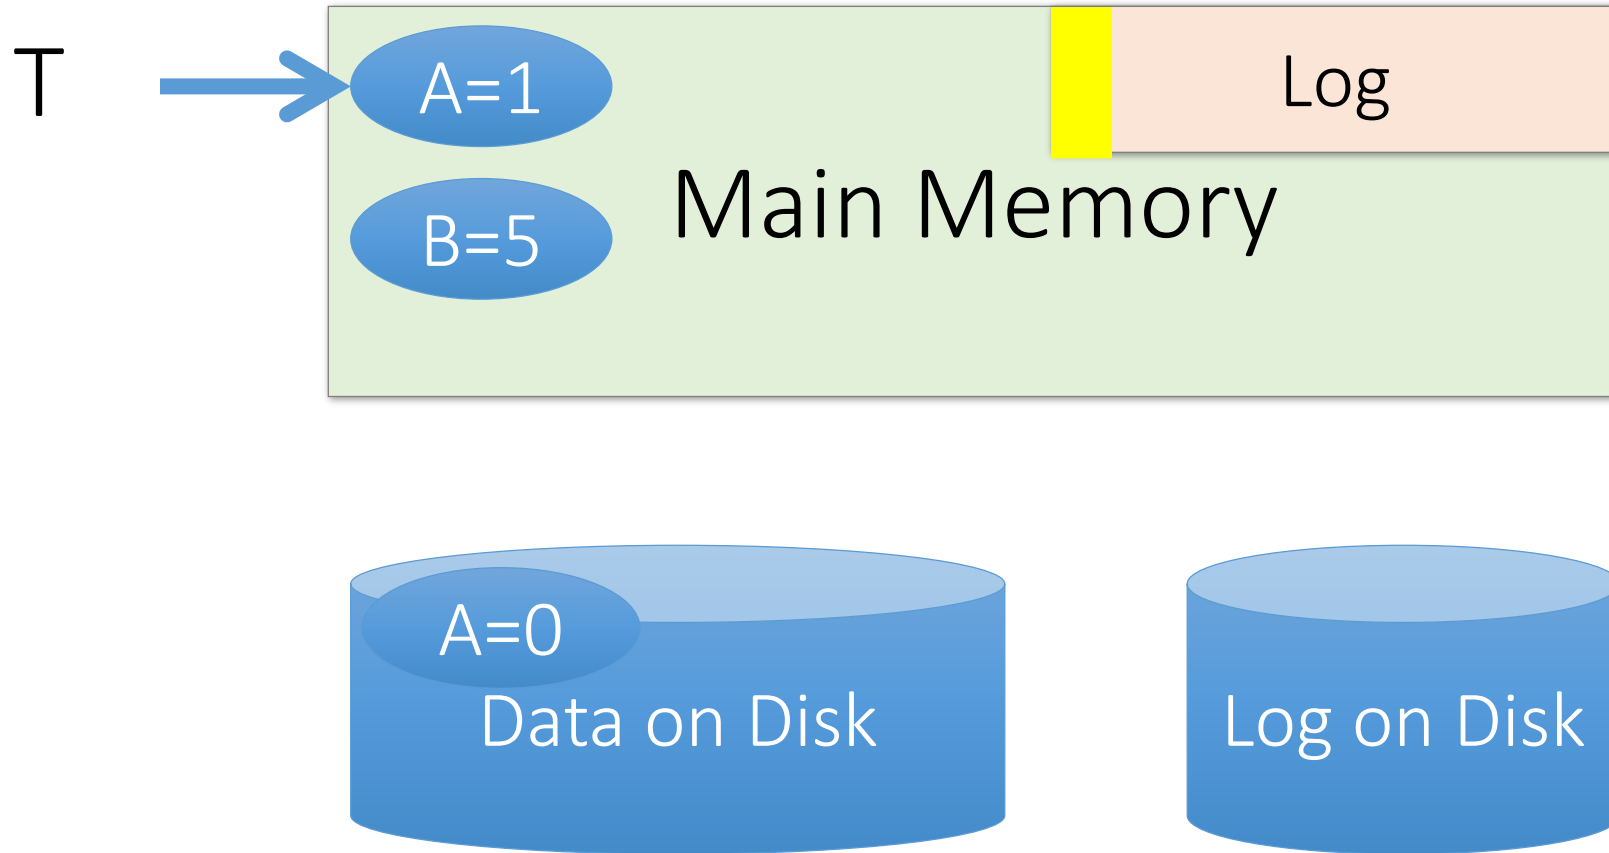 T
A=1
Log
Main Memory
B=5
A=0
Data on Disk
Log on Disk